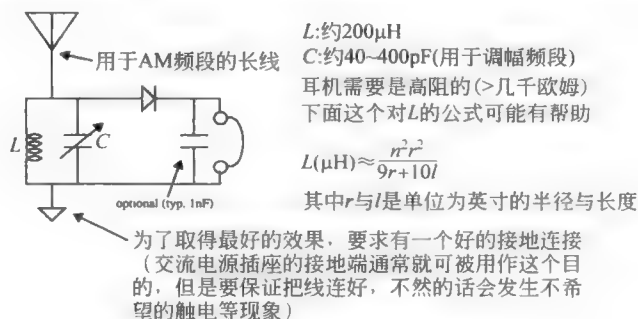 用于AM频段的长线
L
C
optional (typ. 1nF)
L:约200μH
C:约40~400pF(用于调幅频段)
耳机需要是高阻的(>几千欧姆)
下面这个对L的公式可能有帮助
L(μH)≈n²r²/9r+10l
其中r与l是单位为英寸的半径与长度
为了取得最好的效果，要求有一个好的接地连接
（交流电源插座的接地端通常就可被用作这个目
的，但是要保证把线连好，不然的话会发生不希
望的触电等现象）